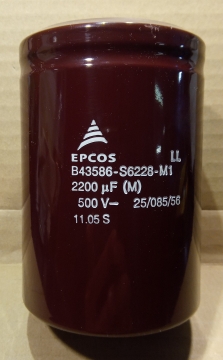 EPCOS LL
B43586-S6228-M1
2200 µF (M)
500 V– 25/085/56
11.05 S